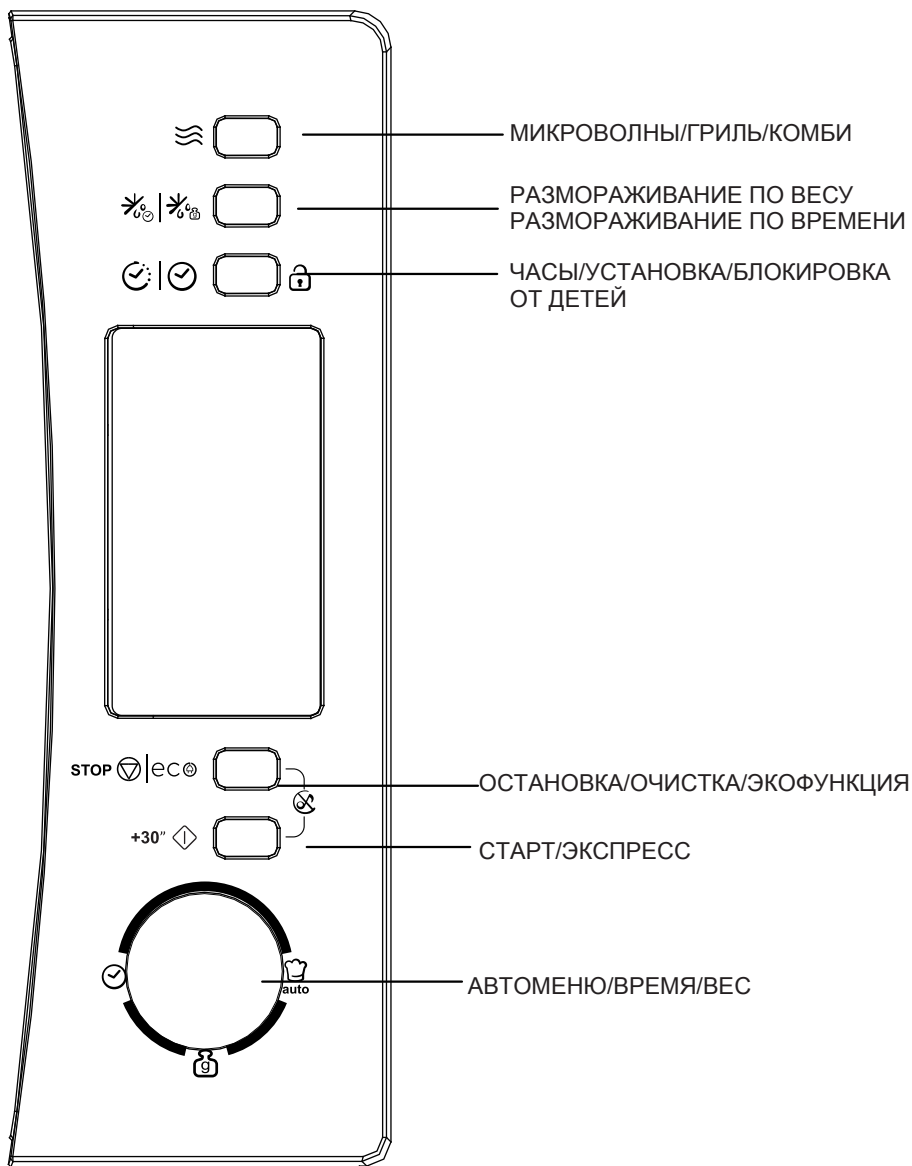 МИКРОВОЛНЫ/ГРИЛЬ/КОМБИ
РАЗМОРАЖИВАНИЕ ПО ВЕСУ
РАЗМОРАЖИВАНИЕ ПО ВРЕМЕНИ
ЧАСЫ/УСТАНОВКА/БЛОКИРОВКА
ОТ ДЕТЕЙ
STOP eco
ОСТАНОВКА/ОЧИСТКА/ЭКОФУНКЦИЯ
+30"
СТАРТ/ЭКСПРЕСС
auto
АВТОМЕНЮ/ВРЕМЯ/ВЕС
g